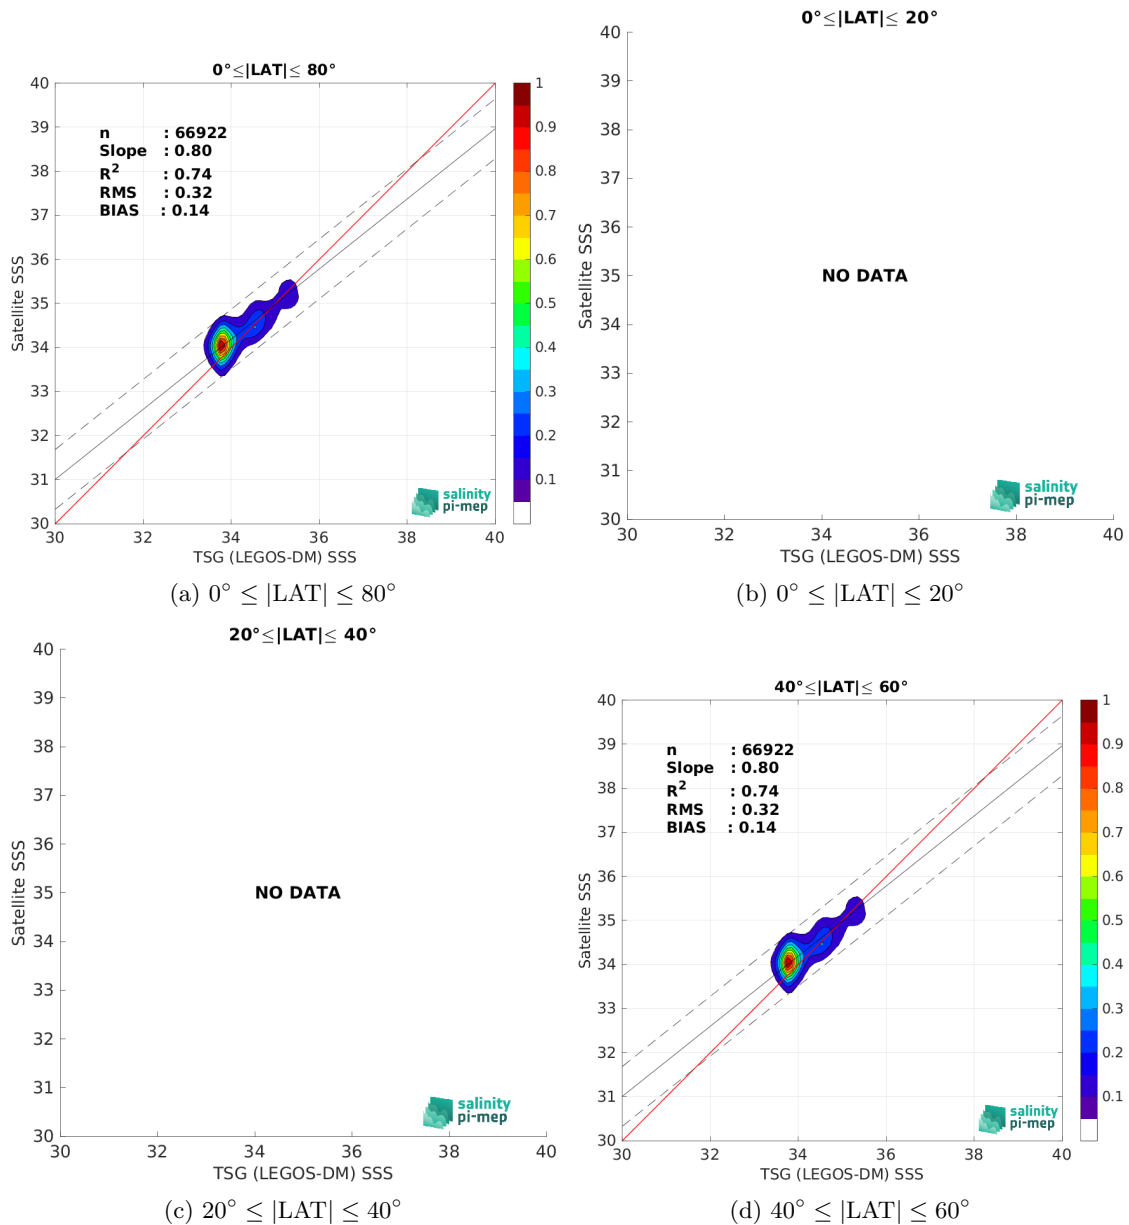 0°≤|LAT|≤ 80°
40
39
38
37
36
35
34
33
32
31
30
n : 66922
Slope : 0.80
R² : 0.74
RMS : 0.32
BIAS : 0.14
1
0.9
0.8
0.7
0.6
0.5
0.4
0.3
0.2
0.1
Satellite SSS
salinity
pi-mep
30 32 34 36 38 40
TSG (LEGOS-DM) SSS
(a) 0° ≤ |LAT| ≤ 80°
0°≤|LAT|≤ 20°
40
39
38
37
36
35
34
33
32
31
30
Satellite SSS
NO DATA
salinity
pi-mep
30 32 34 36 38 40
TSG (LEGOS-DM) SSS
(b) 0° ≤ |LAT| ≤ 20°
20°≤|LAT|≤ 40°
40
39
38
37
36
35
34
33
32
31
30
Satellite SSS
NO DATA
salinity
pi-mep
30 32 34 36 38 40
TSG (LEGOS-DM) SSS
(c) 20° ≤ |LAT| ≤ 40°
40°≤|LAT|≤ 60°
40
39
38
37
36
35
34
33
32
31
30
n : 66922
Slope : 0.80
R² : 0.74
RMS : 0.32
BIAS : 0.14
1
0.9
0.8
0.7
0.6
0.5
0.4
0.3
0.2
0.1
Satellite SSS
salinity
pi-mep
30 32 34 36 38 40
TSG (LEGOS-DM) SSS
(d) 40° ≤ |LAT| ≤ 60°